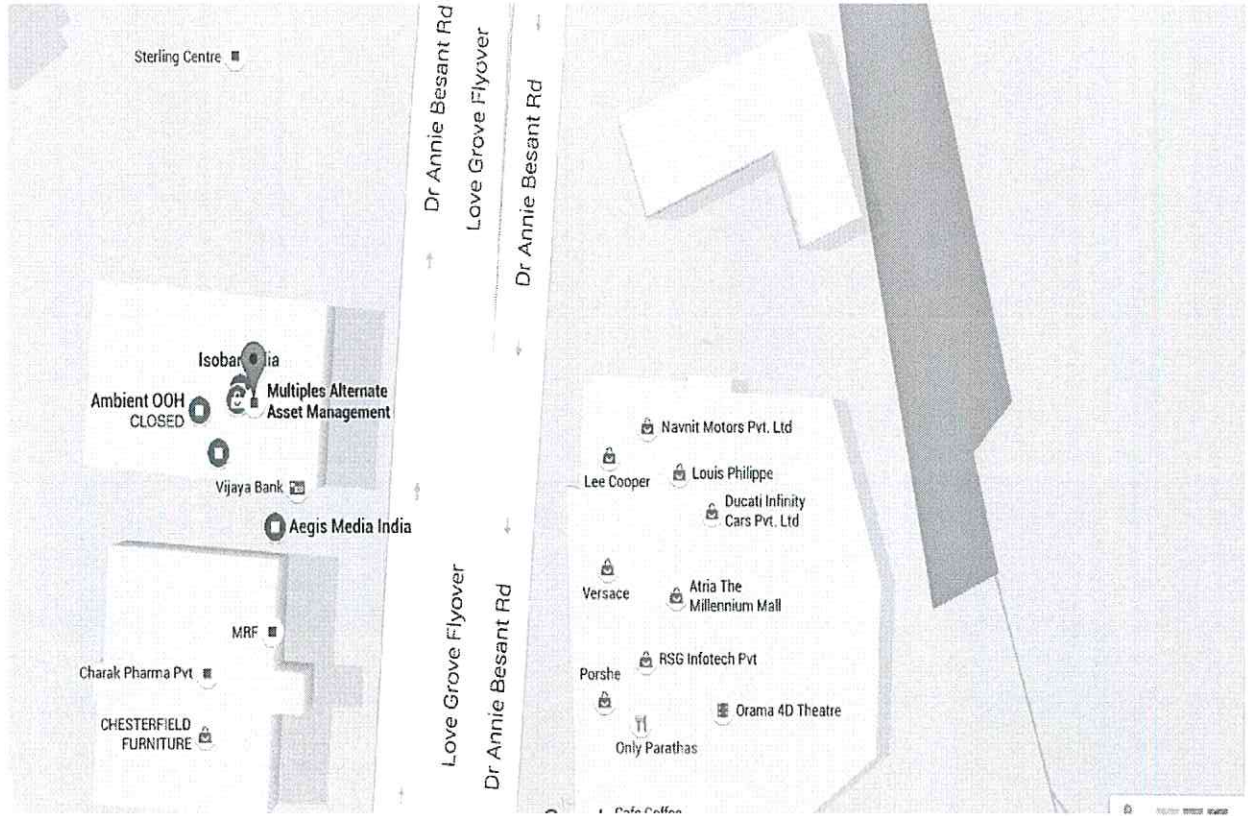 Sterling Centre
Dr Annie Besant Rd
Love Grove Flyover
Dr Annie Besant Rd
Ambient OOH
CLOSED
Multiples Alternate
Asset Management
Vijaya Bank
Aegis Media India
MRF
Charak Pharma Pvt
CHESTERFIELD
FURNITURE
Love Grove Flyover
Dr Annie Besant Rd
Navnit Motors Pvt. Ltd
Lee Cooper
Louis Philippe
Ducati Infinity
Cars Pvt. Ltd
Versace
Atria The
Millennium Mall
RSG Infotech Pvt
Porshe
Orama 4D Theatre
Only Parathas